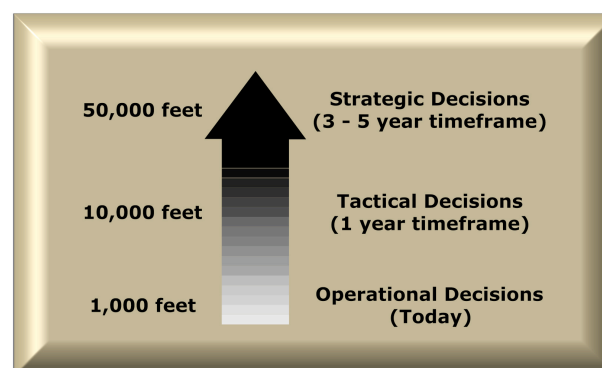 50,000 feet
Strategic Decisions
(3 - 5 year timeframe)
10,000 feet
Tactical Decisions
(1 year timeframe)
1,000 feet
Operational Decisions
(Today)